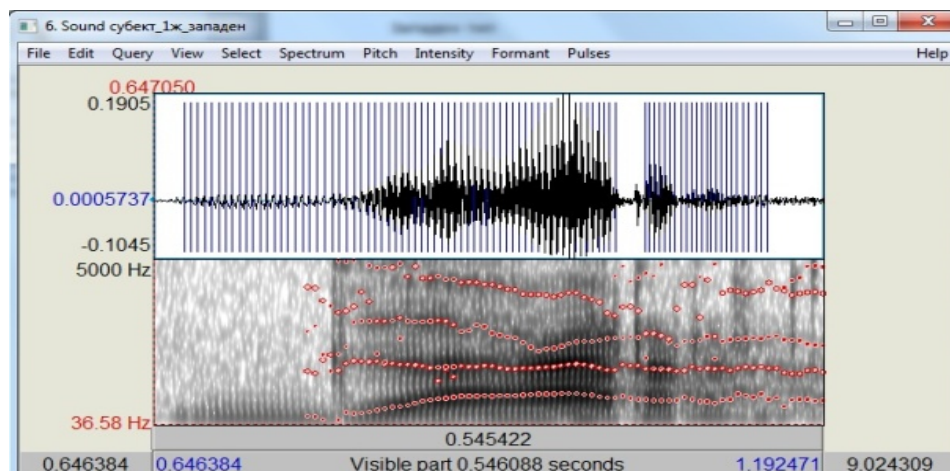 6. Sound субект_1ж_западен
File Edit Query View Select Spectrum Pitch Intensity Formant Pulses Help
0.647050
0.1905
0.0005737
-0.1045
5000 Hz
36.58 Hz
0.545422
0.646384 0.646384 Visible part 0.546088 seconds 1.192471 9.024309